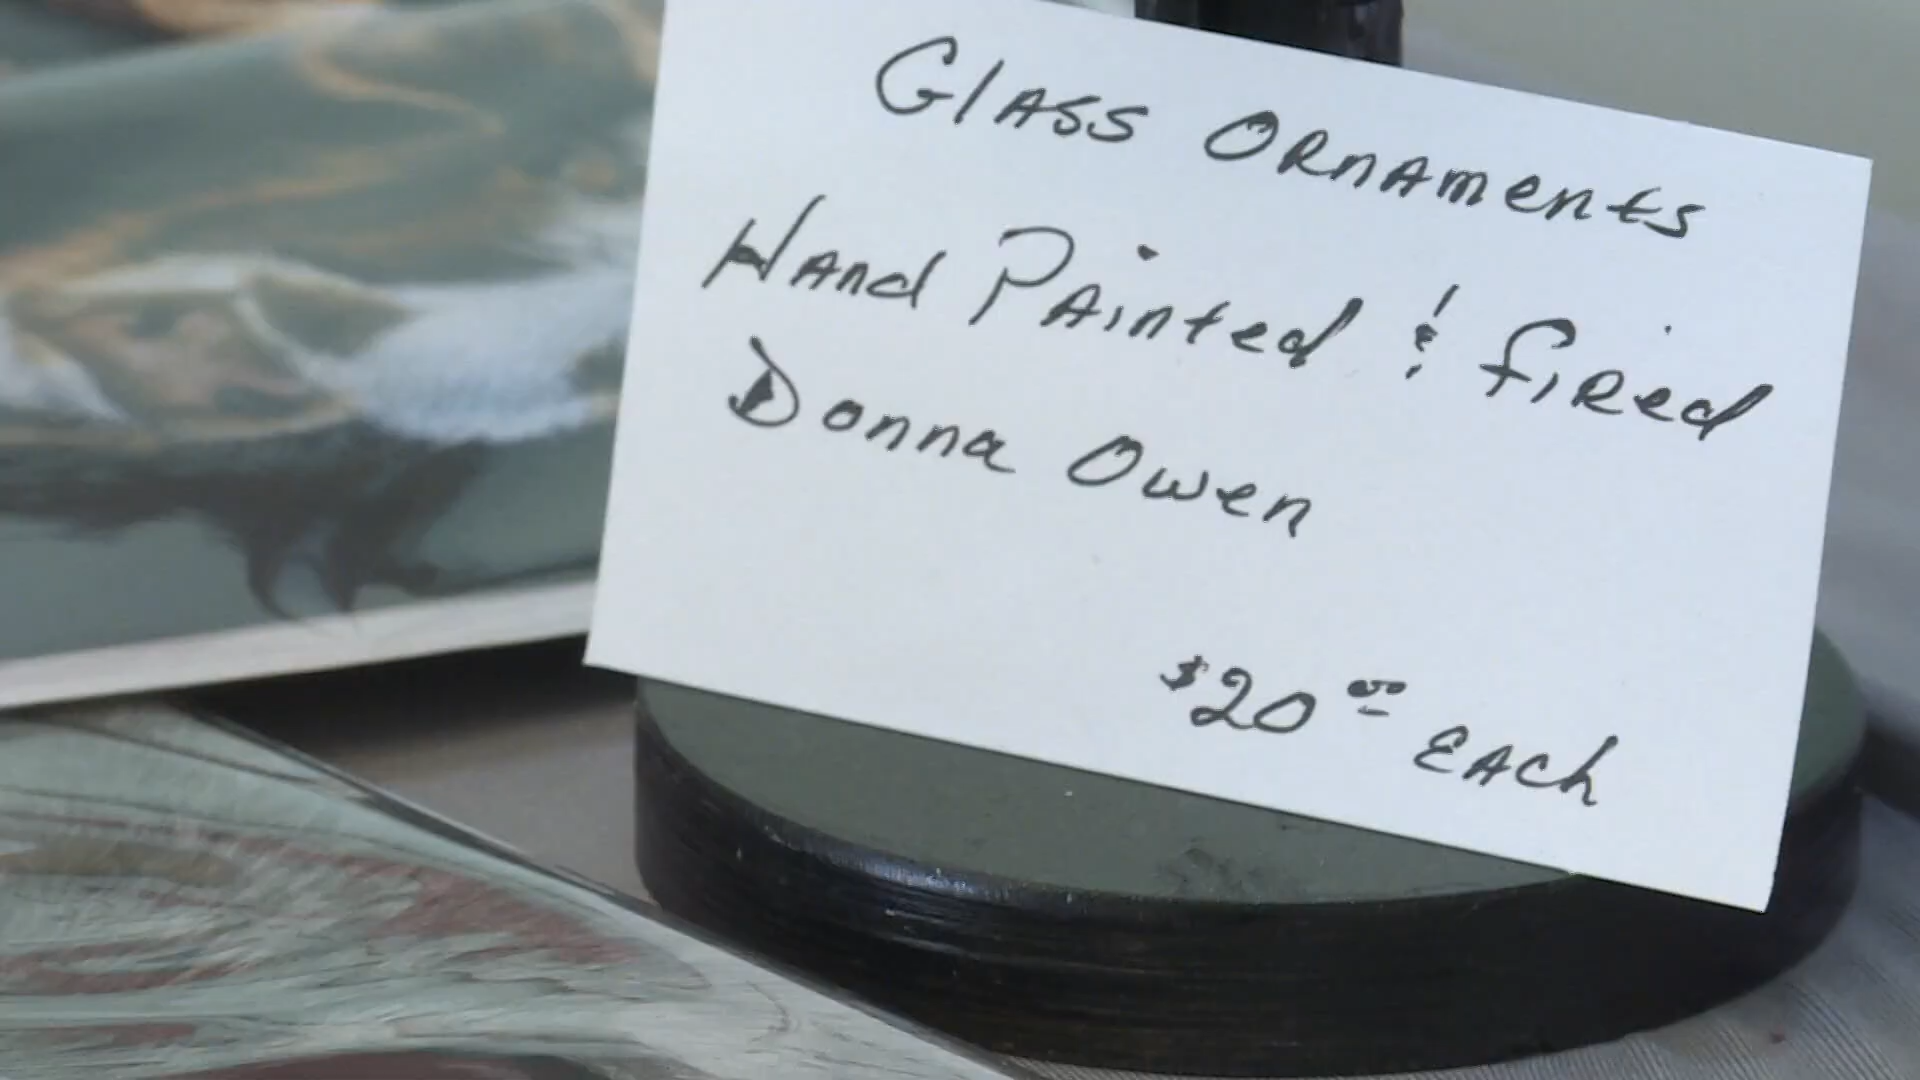 Glass Ornaments
Hand Painted & fired
Donna Owen
$20 00 EACh